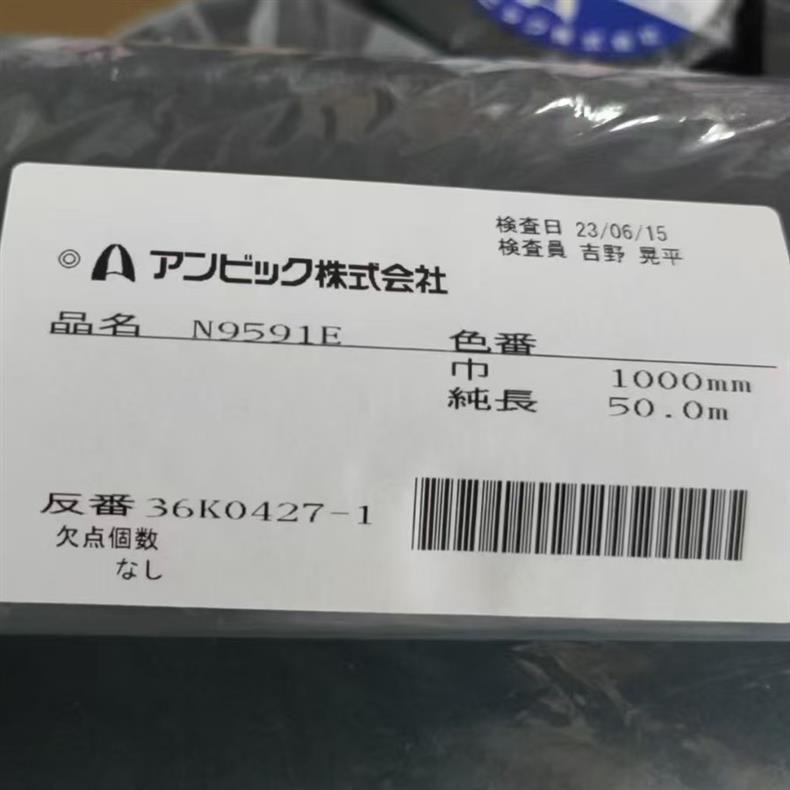 検査日 23/06/15
検査員 吉野 晃平
◎ アンビック株式会社
品名 N9591E 色番
巾 1000mm
純長 50.0m
反番 36K0427-1
欠点個数
なし